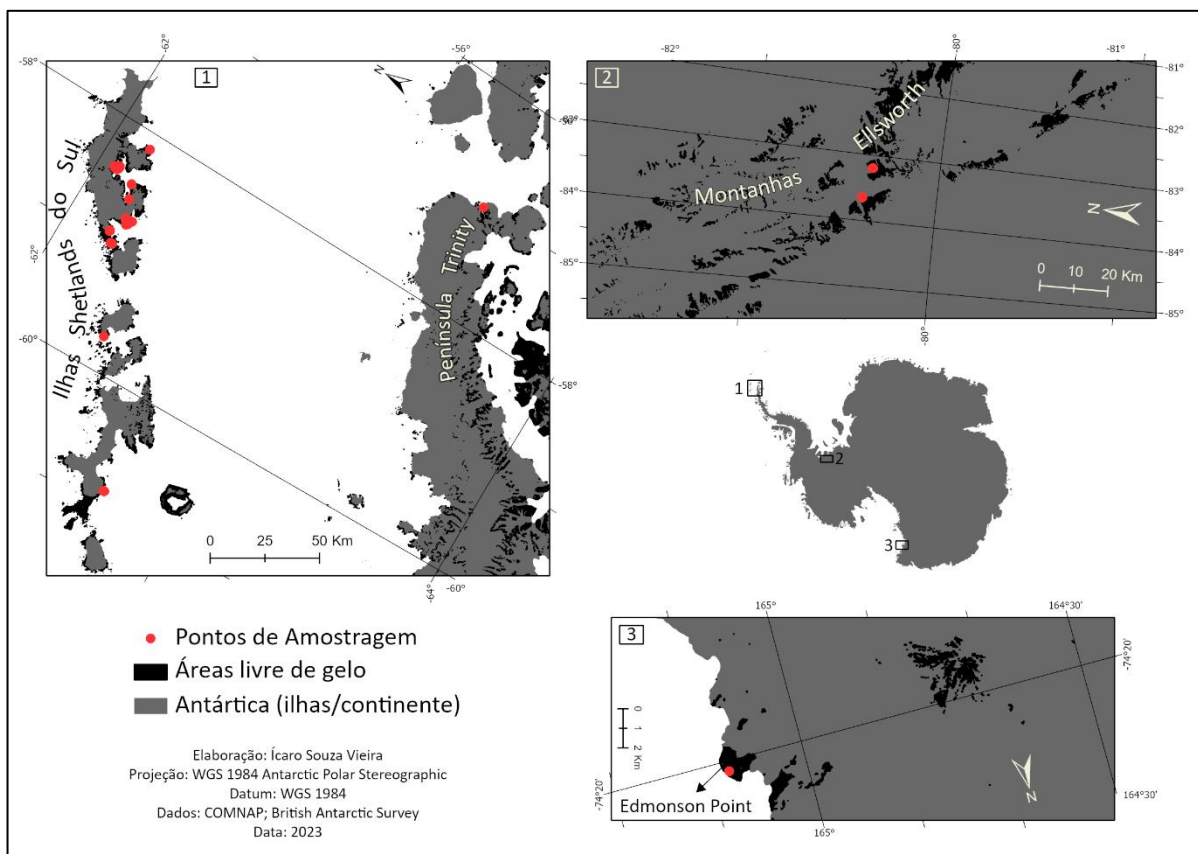 -62°
-56°
-58°
1
N
-60°
Ilhas Shetlands do Sul
Península Trinity
-62°
-60°
-58°
0 25 50 Km
-64°
-60°
-82°
-80°
-81°
2
-81°
-83°
Ellsworth
-82°
Montanhas
-84°
-83°
N
-85°
-84°
0 10 20 Km
-85°
-80°
1
2
3
Pontos de Amostragem
Áreas livre de gelo
Antártica (ilhas/continente)
Elaboração: Ícaro Souza Vieira
Projeção: WGS 1984 Antarctic Polar Stereographic
Datum: WGS 1984
Dados: COMNAP; British Antarctic Survey
Data: 2023
165°
164°30'
3
-74°20'
0 1 2 Km
-74°20'
Edmonson Point
N
164°30'
165°